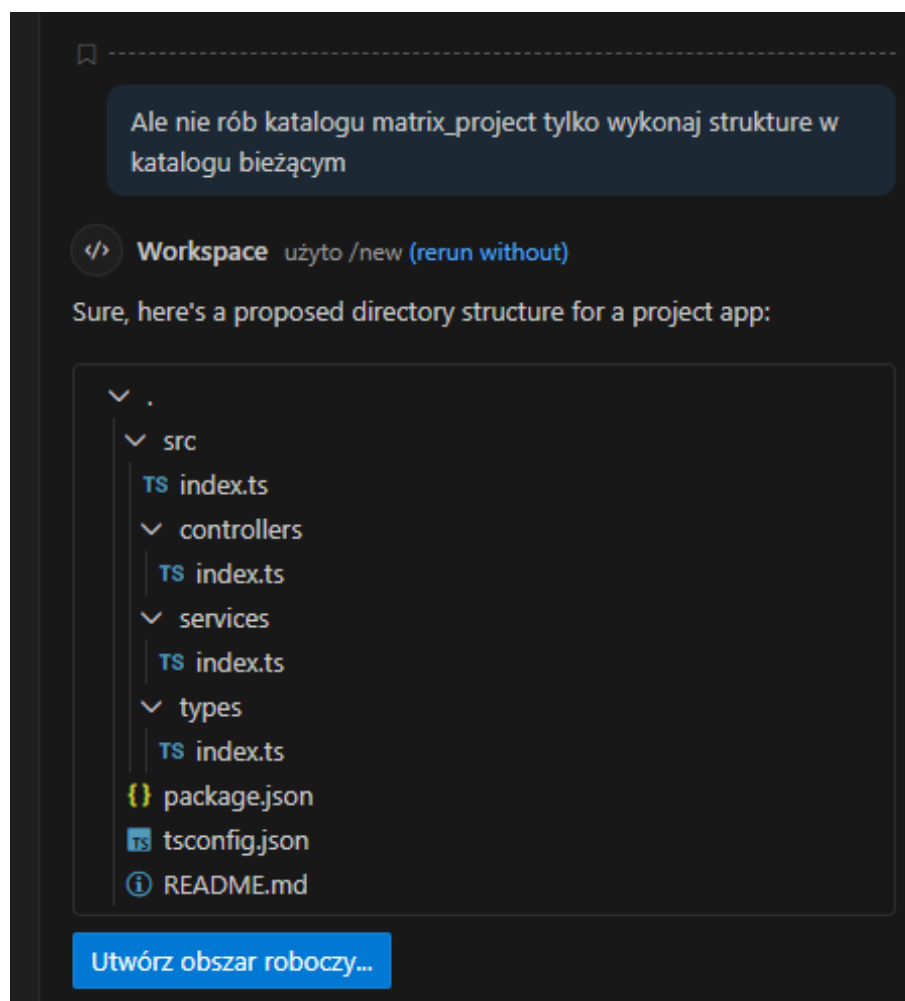 Ale nie rób katalogu matrix_project tylko wykonaj strukture w
katalogu bieżącym
Workspace użyto /new (rerun without)
Sure, here's a proposed directory structure for a project app:
.
src
TS index.ts
controllers
TS index.ts
services
TS index.ts
types
TS index.ts
{} package.json
TS tsconfig.json
README.md
Utwórz obszar roboczy...